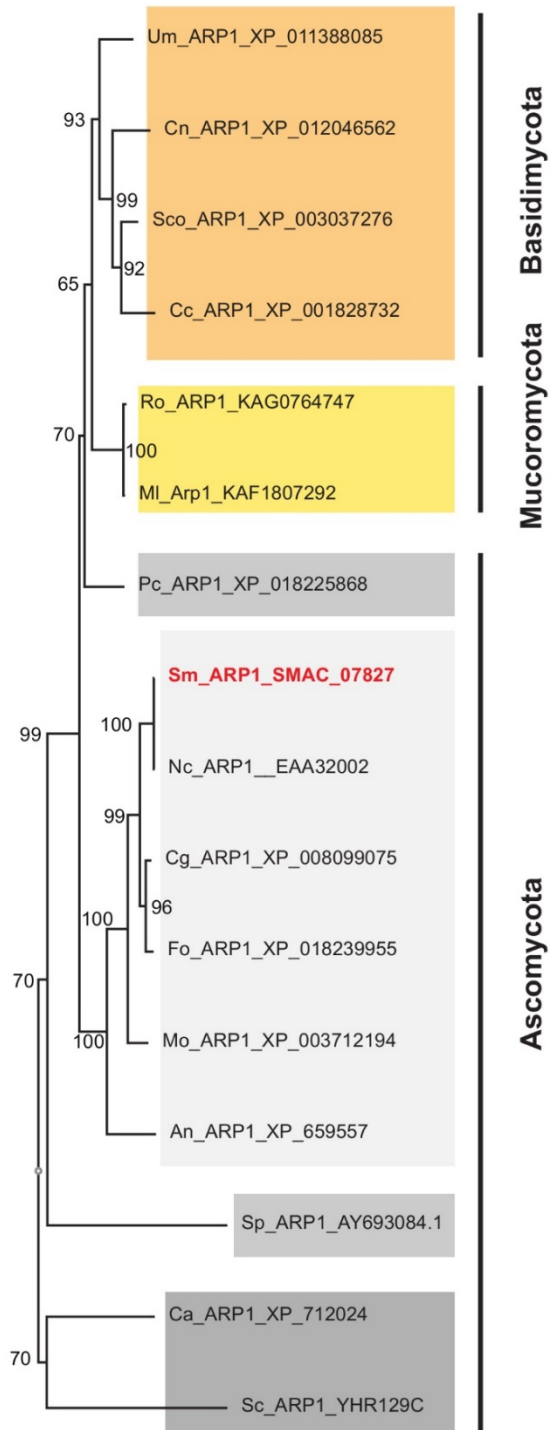 Um_ARP1_XP_011388085
93
Cn_ARP1_XP_012046562
99
Sco_ARP1_XP_003037276
92
65
Cc_ARP1_XP_001828732
Basidimycota
Ro_ARP1_KAG0764747
100
70
Ml_Arp1_KAF1807292
Mucoromycota
Pc_ARP1_XP_018225868
Sm_ARP1_SMAC_07827
100
99
Nc_ARP1__EAA32002
99
Cg_ARP1_XP_008099075
96
100
Fo_ARP1_XP_018239955
70
Mo_ARP1_XP_003712194
100
An_ARP1_XP_659557
Sp_ARP1_AY693084.1
Ca_ARP1_XP_712024
70
Sc_ARP1_YHR129C
Ascomycota